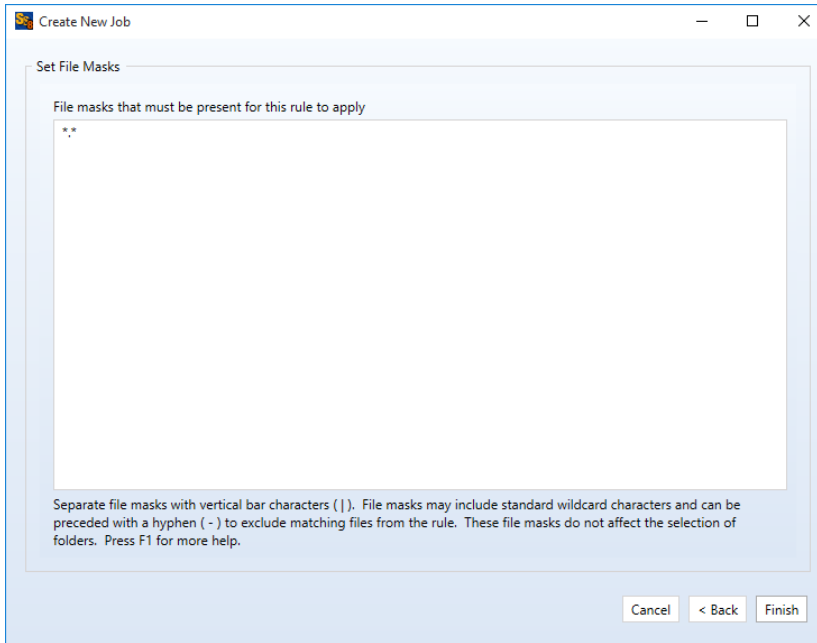 Create New Job
Set File Masks
File masks that must be present for this rule to apply
*.*
Separate file masks with vertical bar characters ( | ).  File masks may include standard wildcard characters and can be
preceded with a hyphen ( - ) to exclude matching files from the rule.  These file masks do not affect the selection of
folders.  Press F1 for more help.
Cancel
< Back
Finish